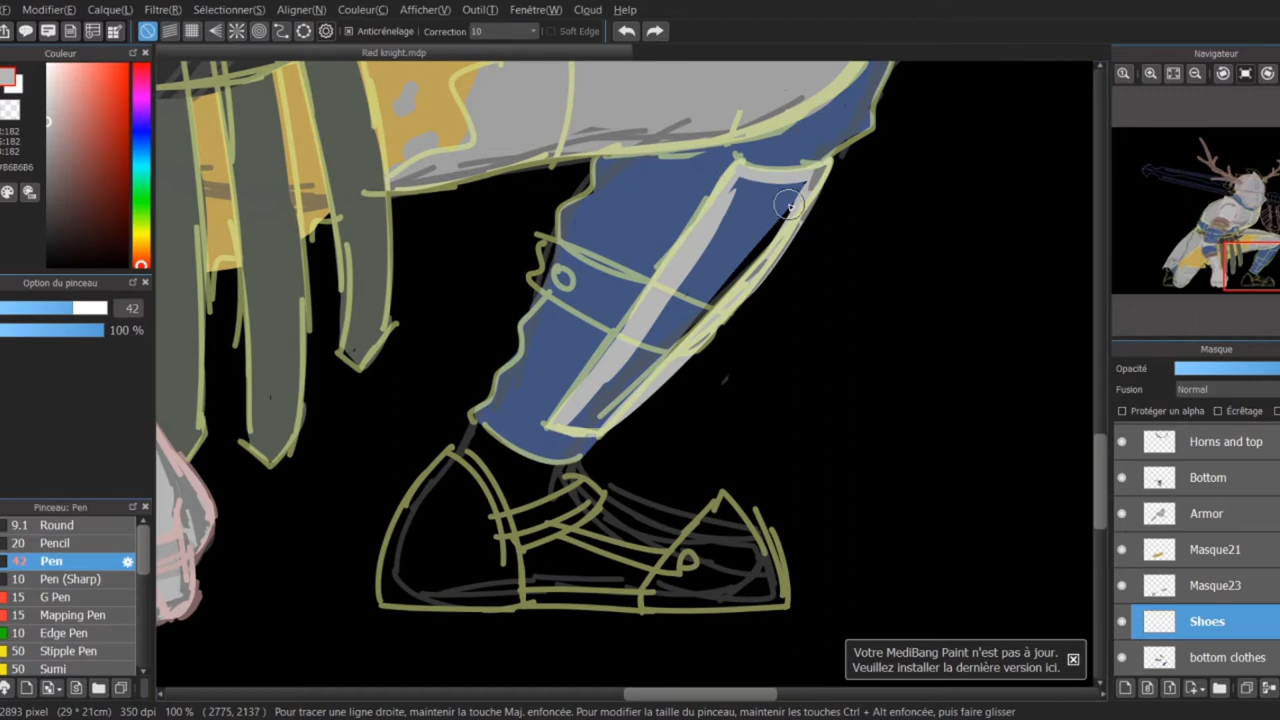 Modifier(E) Calque(L) Filtre(R) Sélectionner(S) Aligner(N) Couleur(C) Afficher(V) Outil(T) Fenêtre(W) Cloud Help
Anticrénelage Correction 10 Soft Edge
Couleur
Red knight.mdp
Navigateur
:182
:182
:182
#B6B6B6
Option du pinceau
42
100 %
Masque
Opacité
Fusion Normal
Protéger un alpha Écrêtage
Horns and top
Bottom
Armor
Masque21
Masque23
Shoes
bottom clothes
Pinceau: Pen
9.1 Round
20 Pencil
42 Pen
10 Pen (Sharp)
15 G Pen
15 Mapping Pen
10 Edge Pen
50 Stipple Pen
50 Sumi
Votre MediBang Paint n'est pas à jour.
Veuillez installer la dernière version ici.
2893 pixel (29 * 21cm) 350 dpi 100 % ( 2775, 2137 ) Pour tracer une ligne droite, maintenir la touche Maj. enfoncée. Pour modifier la taille du pinceau, maintenir les touches Ctrl + Alt enfoncée, puis faire glisser